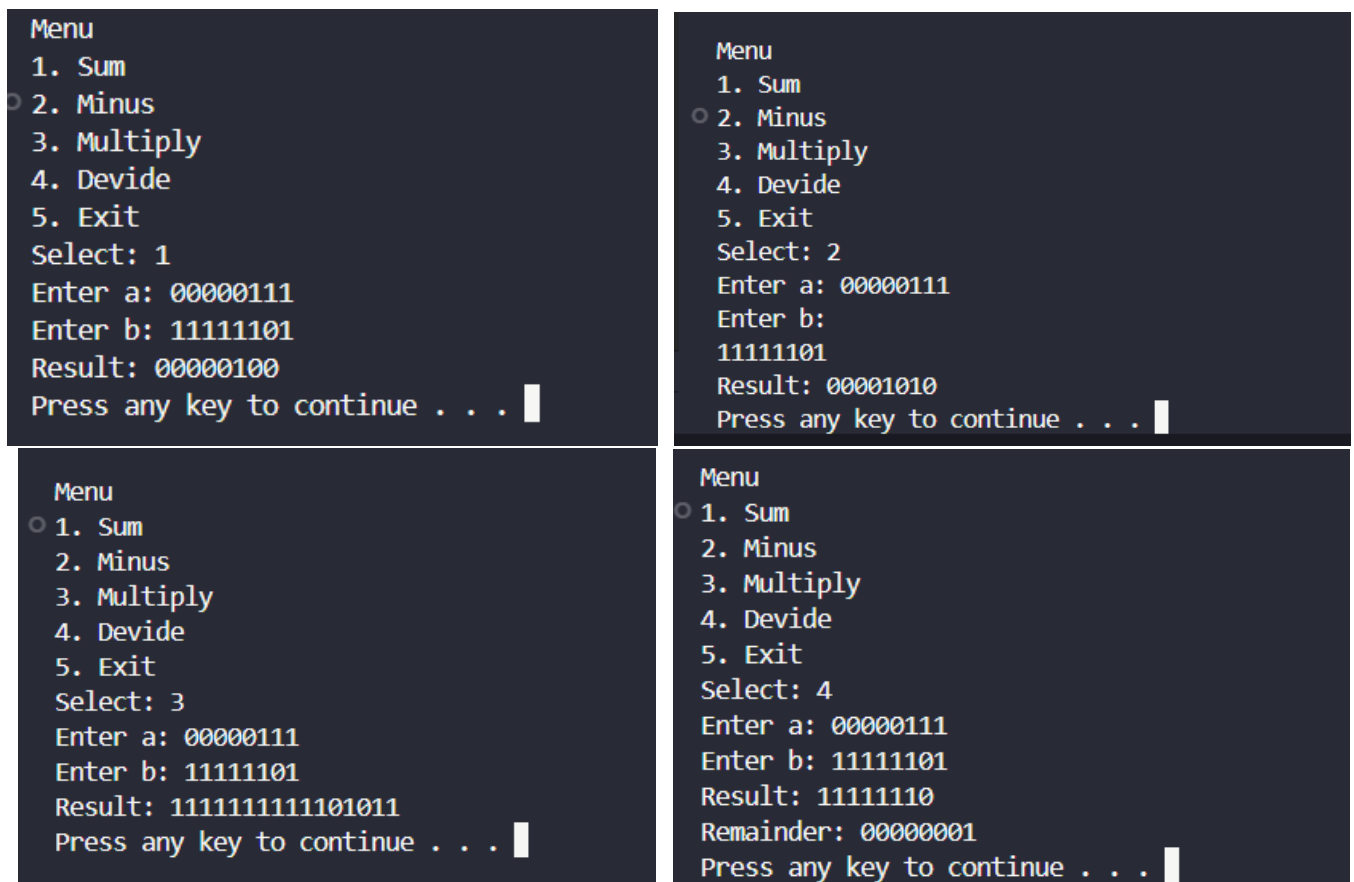 Menu
1. Sum
2. Minus
3. Multiply
4. Devide
5. Exit
Select: 1
Enter a: 00000111
Enter b: 11111101
Result: 00000100
Press any key to continue . . .
Menu
1. Sum
2. Minus
3. Multiply
4. Devide
5. Exit
Select: 2
Enter a: 00000111
Enter b:
11111101
Result: 00001010
Press any key to continue . . .
Menu
1. Sum
2. Minus
3. Multiply
4. Devide
5. Exit
Select: 3
Enter a: 00000111
Enter b: 11111101
Result: 1111111111101011
Press any key to continue . . .
Menu
1. Sum
2. Minus
3. Multiply
4. Devide
5. Exit
Select: 4
Enter a: 00000111
Enter b: 11111101
Result: 11111110
Remainder: 00000001
Press any key to continue . . .